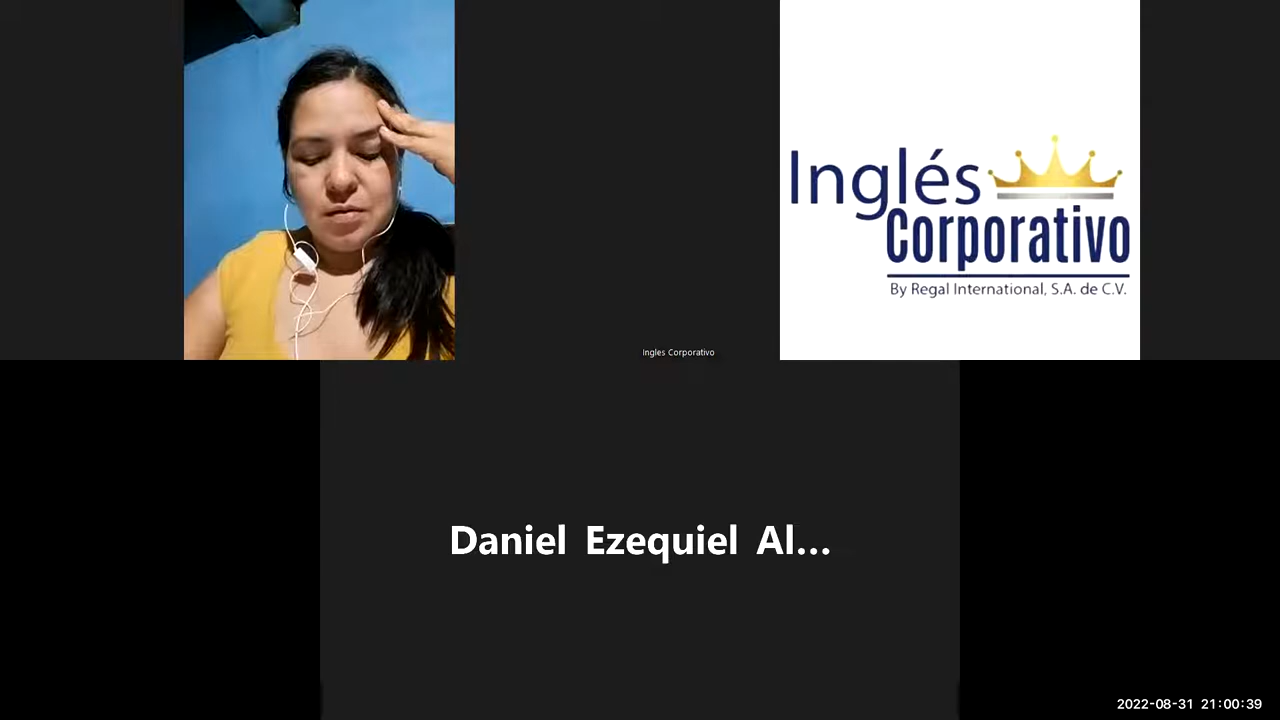 Inglés
Corporativo
By Regal International, S.A. de C.V.
Ingles Corporativo
Daniel Ezequiel Al...
2022-08-31 21:00:39